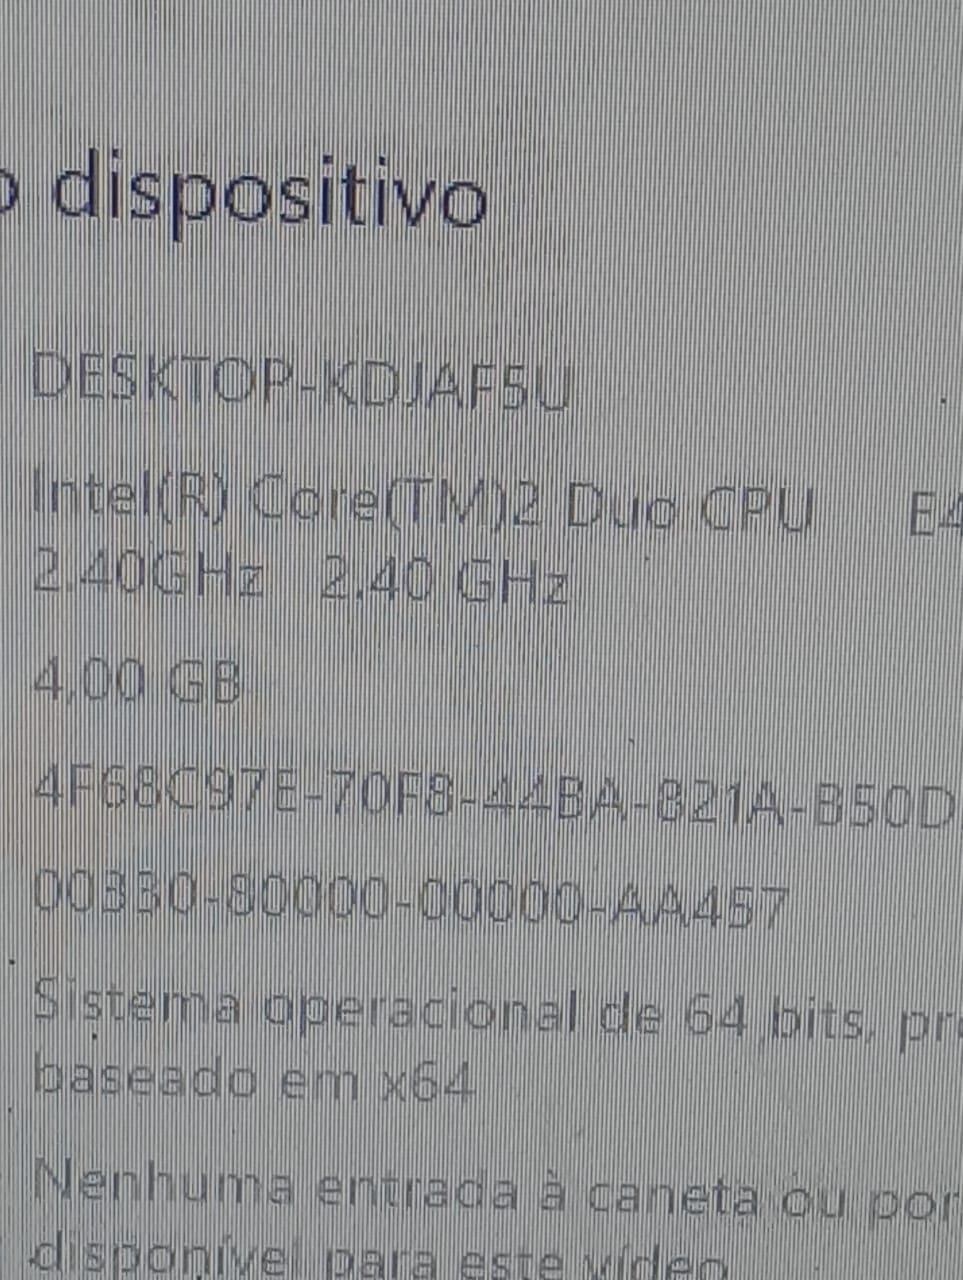 o dispositivo
DESKTOP-KDJAF5U
Intel(R) Core(TM)2 Duo CPU E4
2.40GHz 2.40 GHz
4,00 GB
4F68C97E-70F8-44BA-821A-B50D
00330-80000-00000-AA457
Sistema operacional de 64 bits, pr
baseado em x64
Nenhuma entrada à caneta ou por
disponível para este vídeo